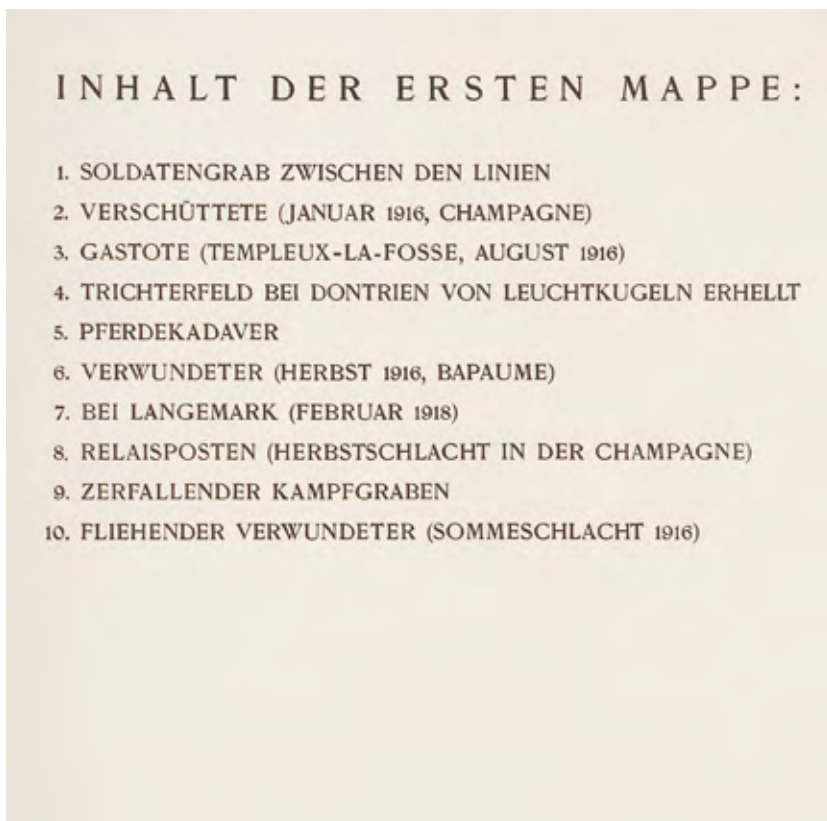 INHALT DER ERSTEN MAPPE:
1. SOLDATENGRAB ZWISCHEN DEN LINIEN
2. VERSCHÜTTETE (JANUAR 1916, CHAMPAGNE)
3. GASTOTE (TEMPLEUX-LA-FOSSE, AUGUST 1916)
4. TRICHTERFELD BEI DONTRIEN VON LEUCHTKUGELN ERHELLT
5. PFERDEKADAVER
6. VERWUNDETER (HERBST 1916, BAPAUME)
7. BEI LANGEMARK (FEBRUAR 1918)
8. RELAISPOSTEN (HERBSTSCHLACHT IN DER CHAMPAGNE)
9. ZERFALLENDER KAMPFGRABEN
10. FLIEHENDER VERWUNDETER (SOMMESCHLACHT 1916)